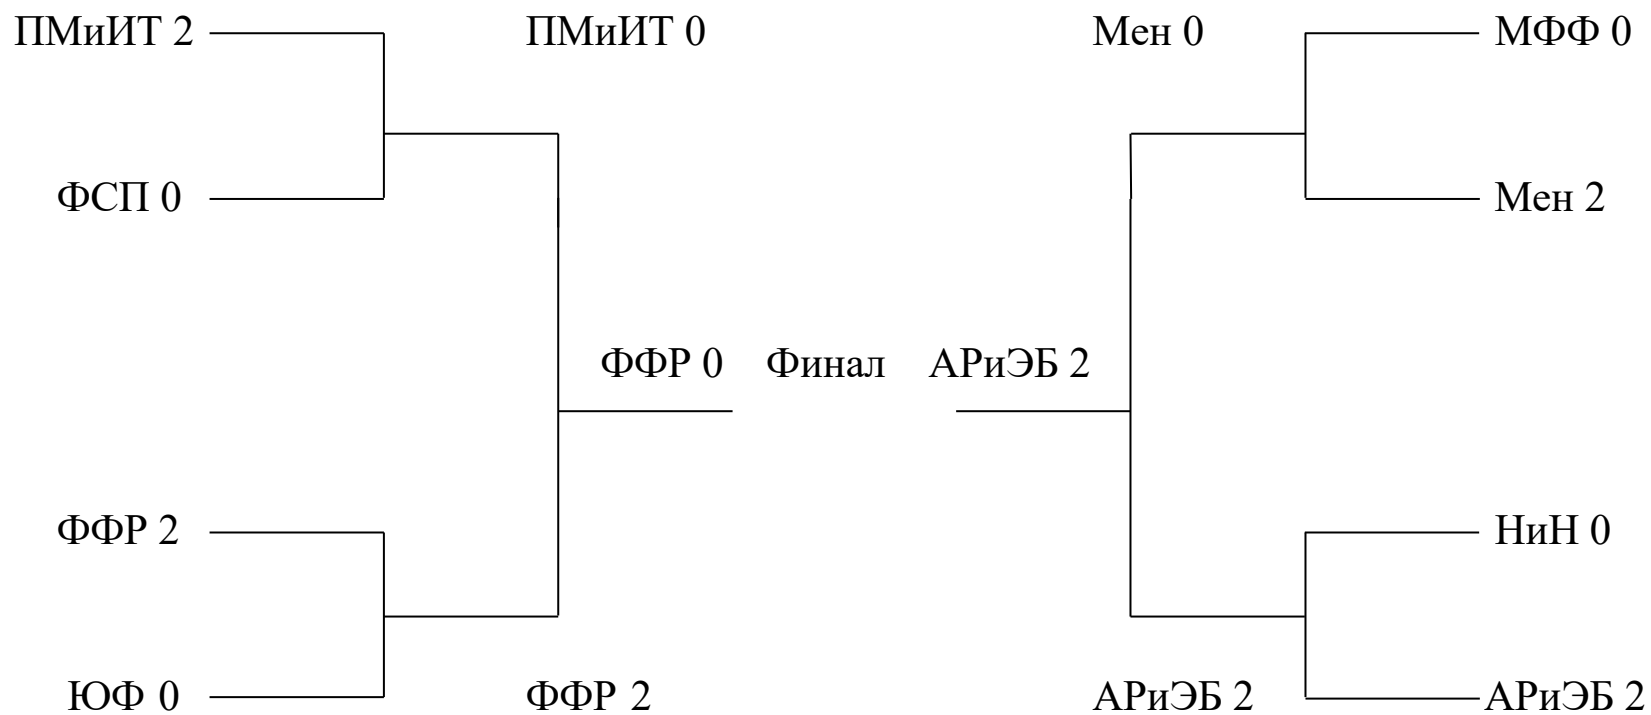 ПМиИТ 2 ПМиИТ 0 Мен 0 МФФ 0
ФСП 0 Мен 2
ФФР 0 Финал АРиЭБ 2
ФФР 2 НиН 0
ЮФ 0 ФФР 2 АРиЭБ 2 АРиЭБ 2